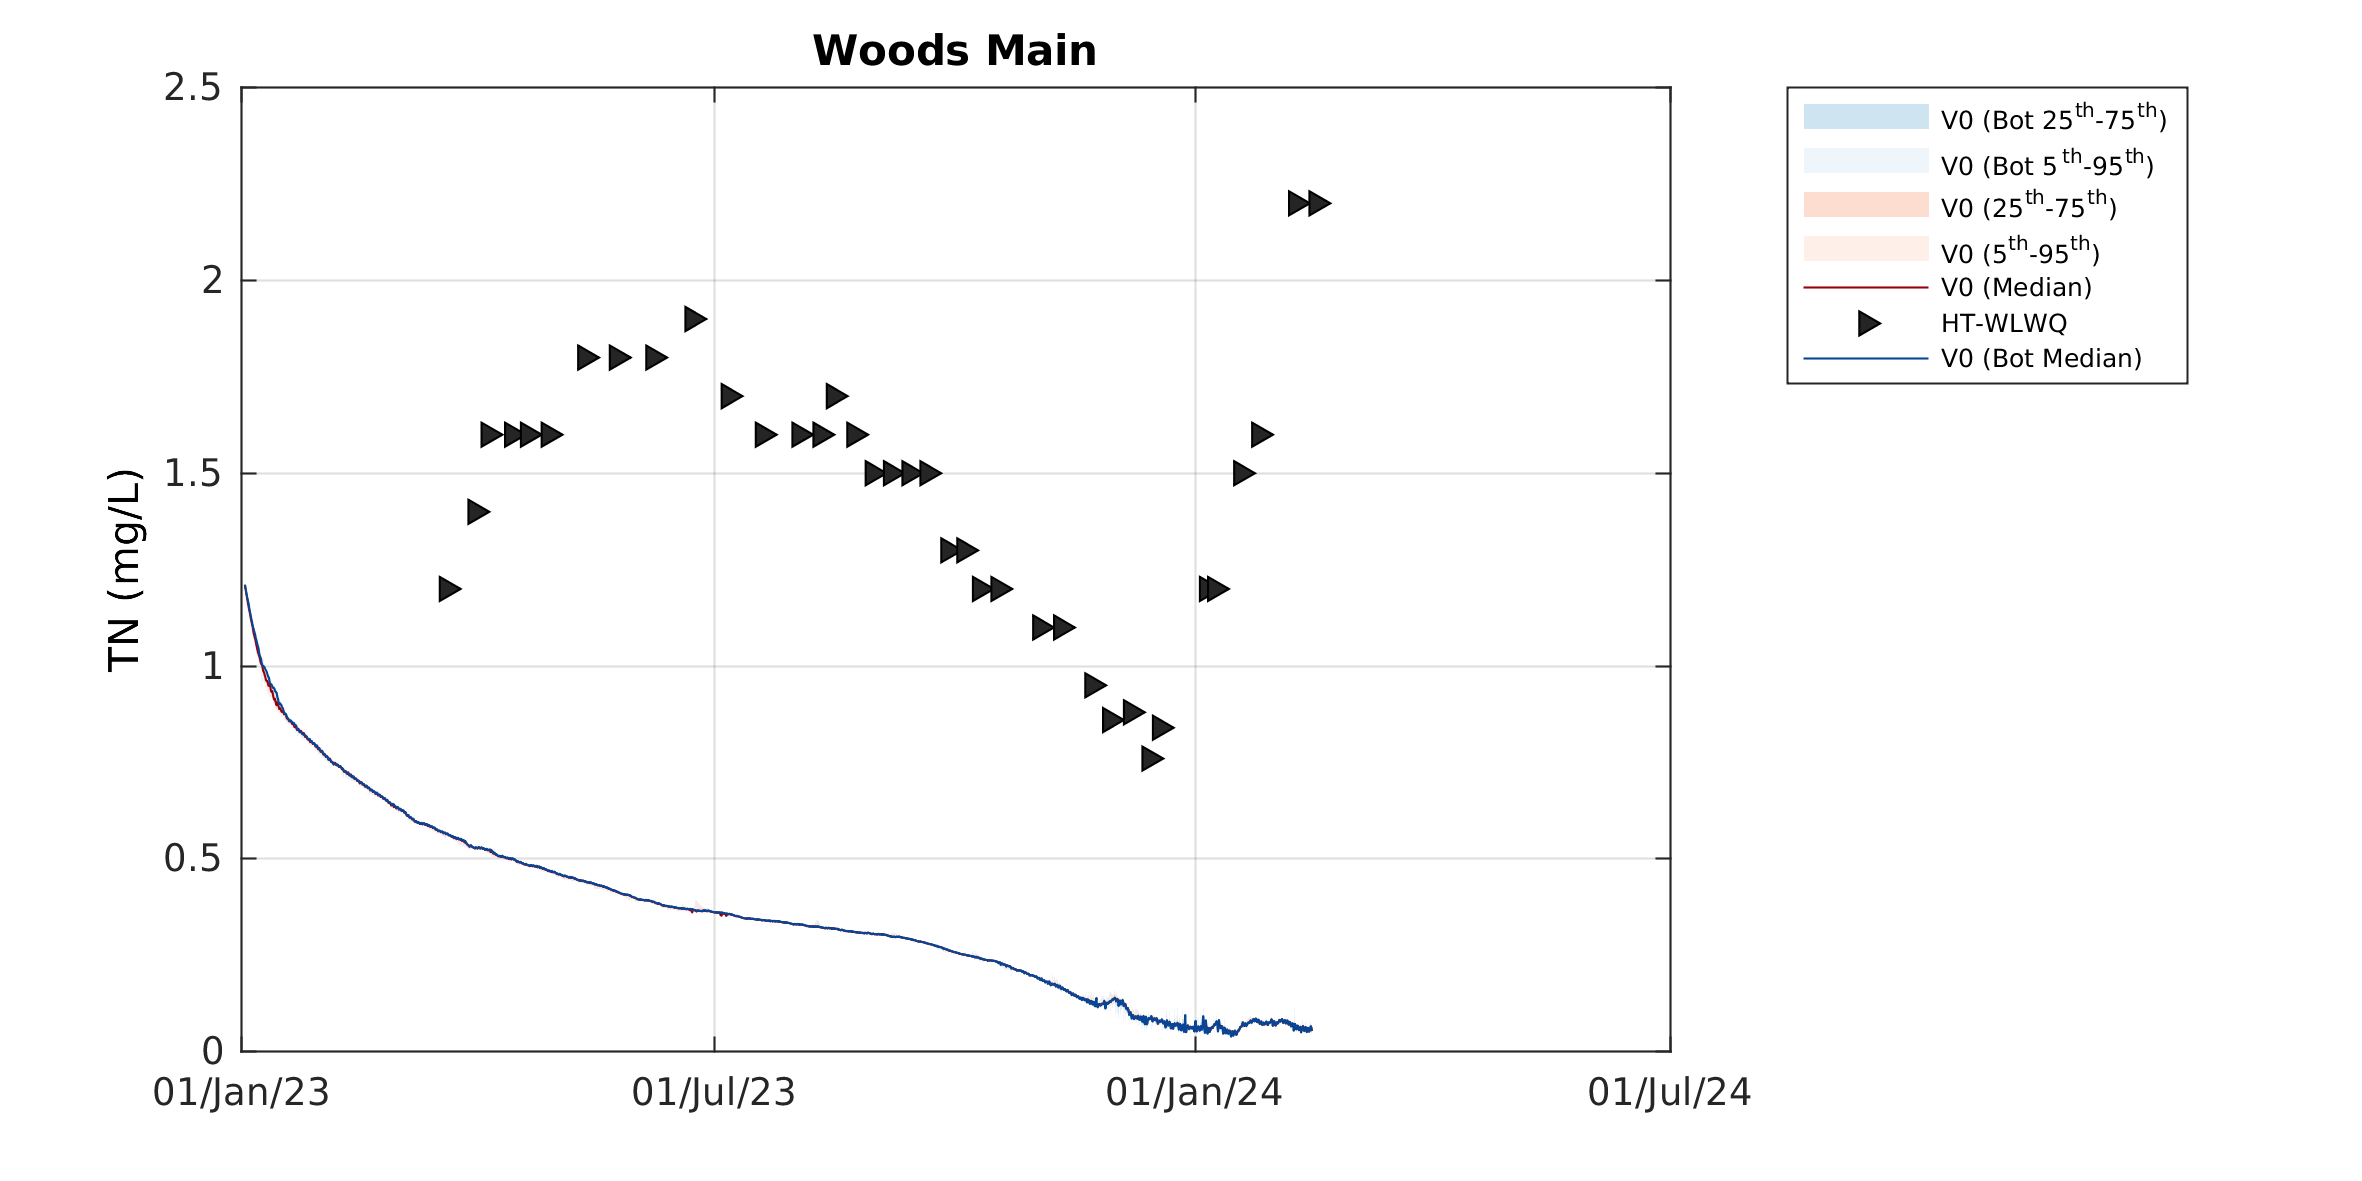 Woods Main
TN (mg/L)
2.5
2
1.5
1
0.5
0
01/Jan/23
01/Jul/23
01/Jan/24
01/Jul/24
V0 (Bot 25th-75th)
V0 (Bot 5th-95th)
V0 (25th-75th)
V0 (5th-95th)
V0 (Median)
HT-WLWQ
V0 (Bot Median)